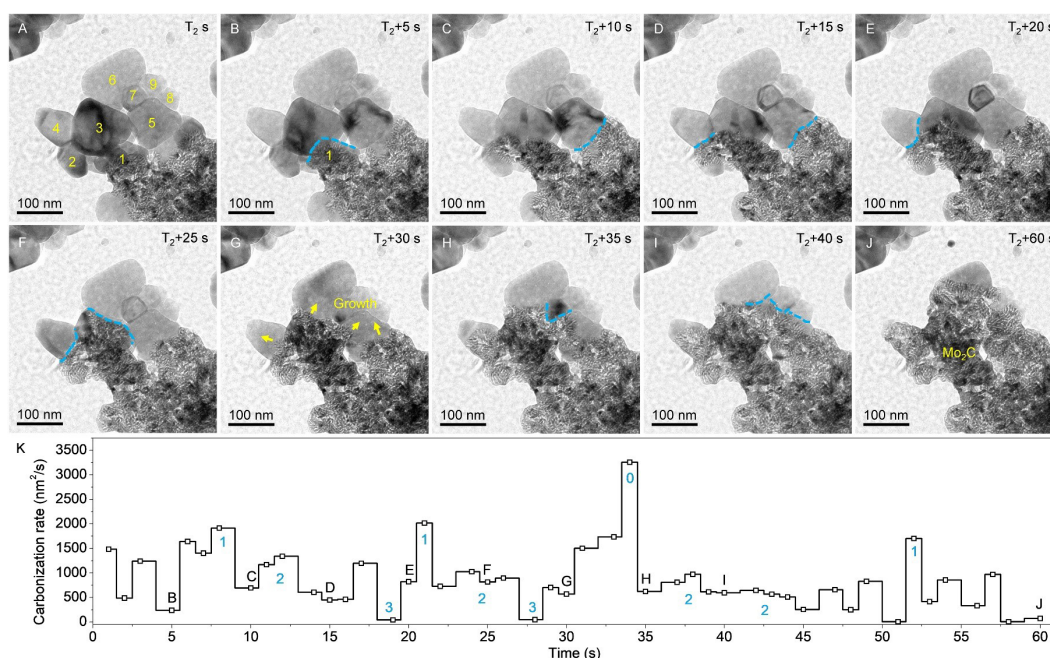 A T₂ s
6 9 7 8 4 3 5 2 1
100 nm
B T₂+5 s
1
100 nm
C T₂+10 s
100 nm
D T₂+15 s
100 nm
E T₂+20 s
100 nm
F T₂+25 s
100 nm
G T₂+30 s
Growth
100 nm
H T₂+35 s
100 nm
I T₂+40 s
100 nm
J T₂+60 s
Mo₂C
100 nm
K
Carbonization rate (nm²/s)
3500
3000
2500
2000
1500
1000
500
0
B 1 C 2 D 3 E 1 F 2 3 G 0 H 2 I 2 1 J
0 5 10 15 20 25 30 35 40 45 50 55 60
Time (s)